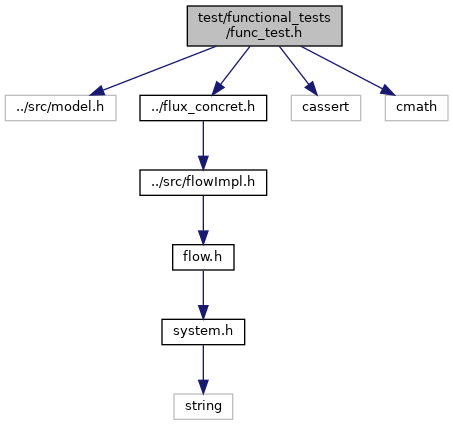 test/functional_tests
/func_test.h
../src/model.h
../flux_concret.h
cassert
cmath
../src/flowImpl.h
flow.h
system.h
string